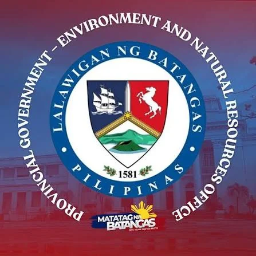 PROVINCIAL GOVERNMENT – ENVIRONMENT AND NATURAL RESOURCES OFFICE
LALAWIGAN NG BATANGAS
1581
PILIPINAS
MATATAG NA
BATANGAS